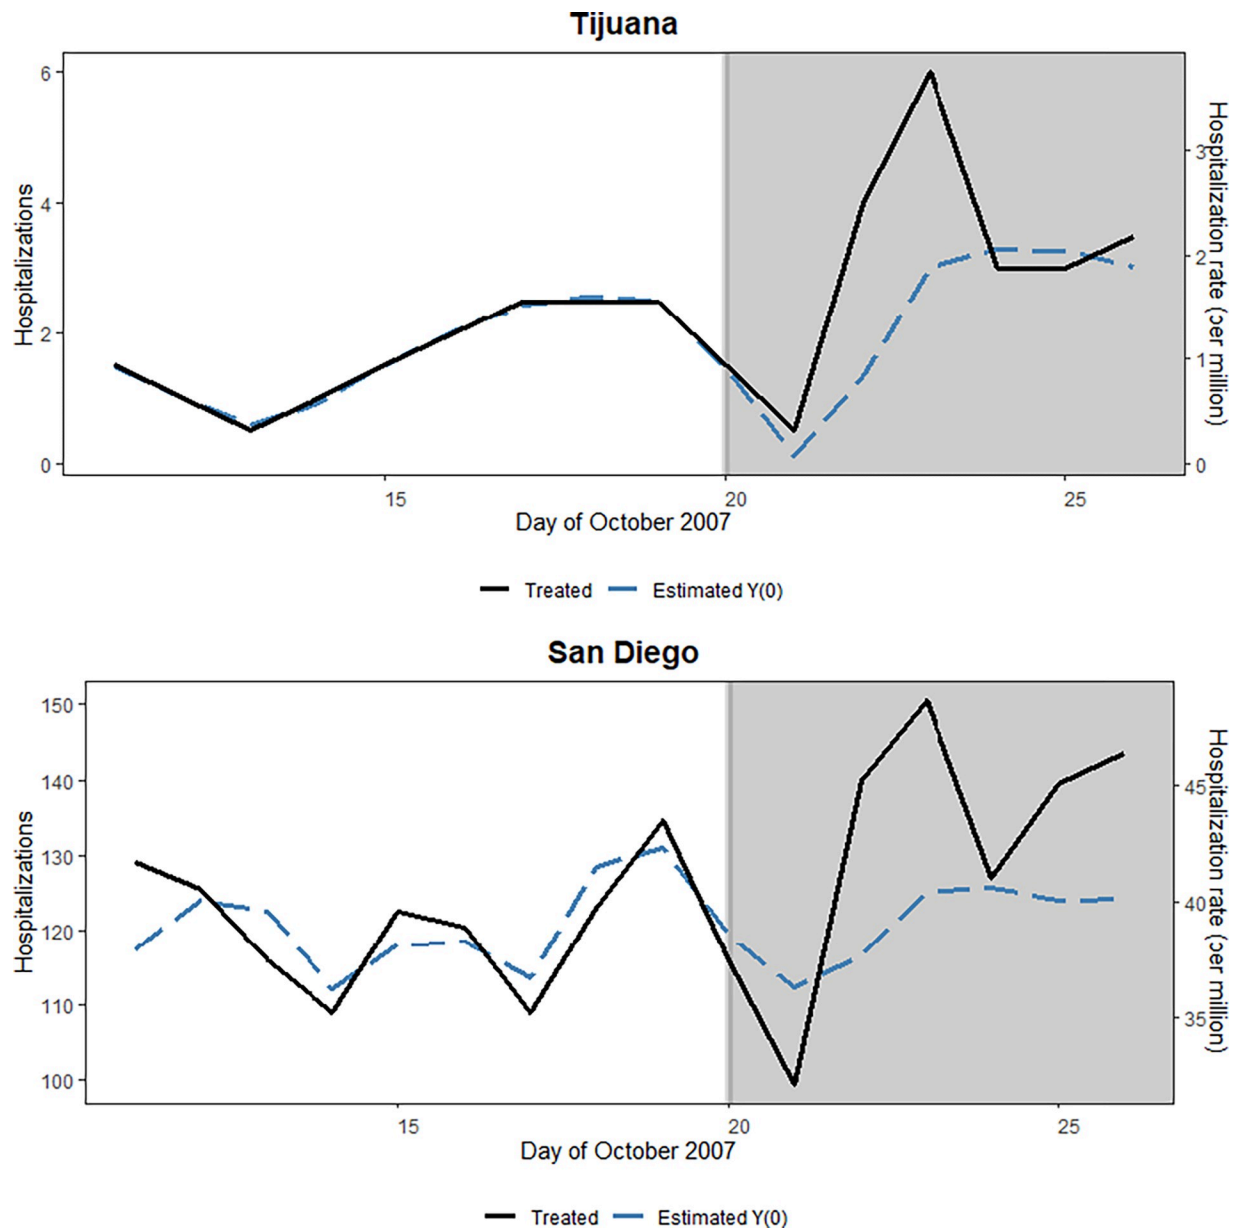 Tijuana
6
4
2
0
Hospitalizations
3
2
1
0
Hospitalization rate (per million)
15 20 25
Day of October 2007
Treated Estimated Y(0)
San Diego
150
140
130
120
110
100
Hospitalizations
45
40
35
Hospitalization rate (per million)
15 20 25
Day of October 2007
Treated Estimated Y(0)